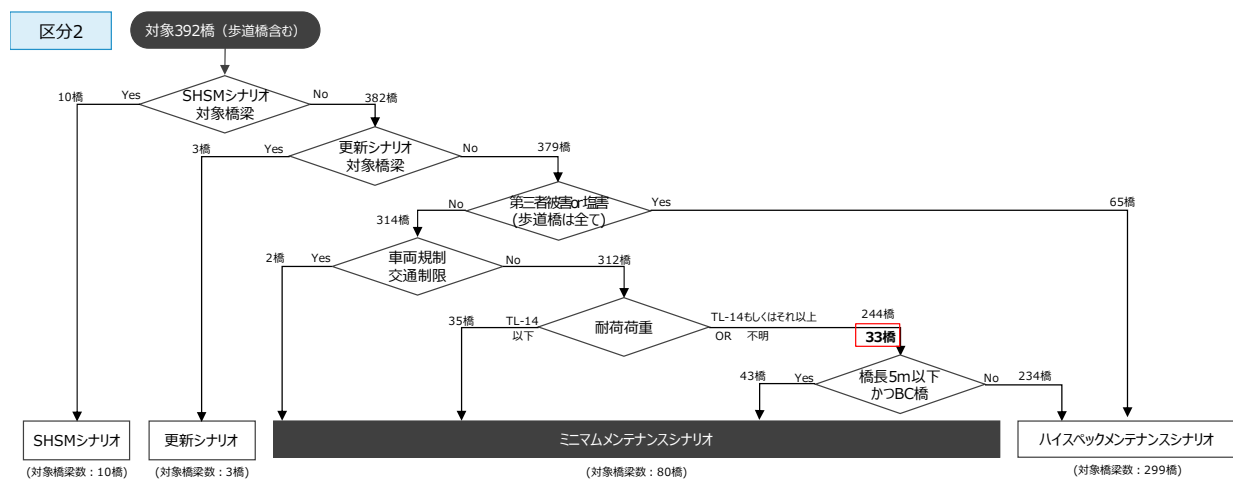 区分2
対象392橋（歩道橋含む）
10橋
Yes
SHSMシナリオ
対象橋梁
No
382橋
3橋
Yes
更新シナリオ
対象橋梁
No
379橋
314橋
No
第三者被害or塩害
(歩道橋は全て)
Yes
65橋
2橋
Yes
車両規制
交通制限
No
312橋
35橋
TL-14
以下
耐荷荷重
TL-14もしくはそれ以上
OR 不明
244橋
33橋
43橋
Yes
橋長5m以下
かつBC橋
No
234橋
SHSMシナリオ
更新シナリオ
ミニマムメンテナンスシナリオ
ハイスペックメンテナンスシナリオ
(対象橋梁数：10橋)
(対象橋梁数：3橋)
(対象橋梁数：80橋)
(対象橋梁数：299橋)